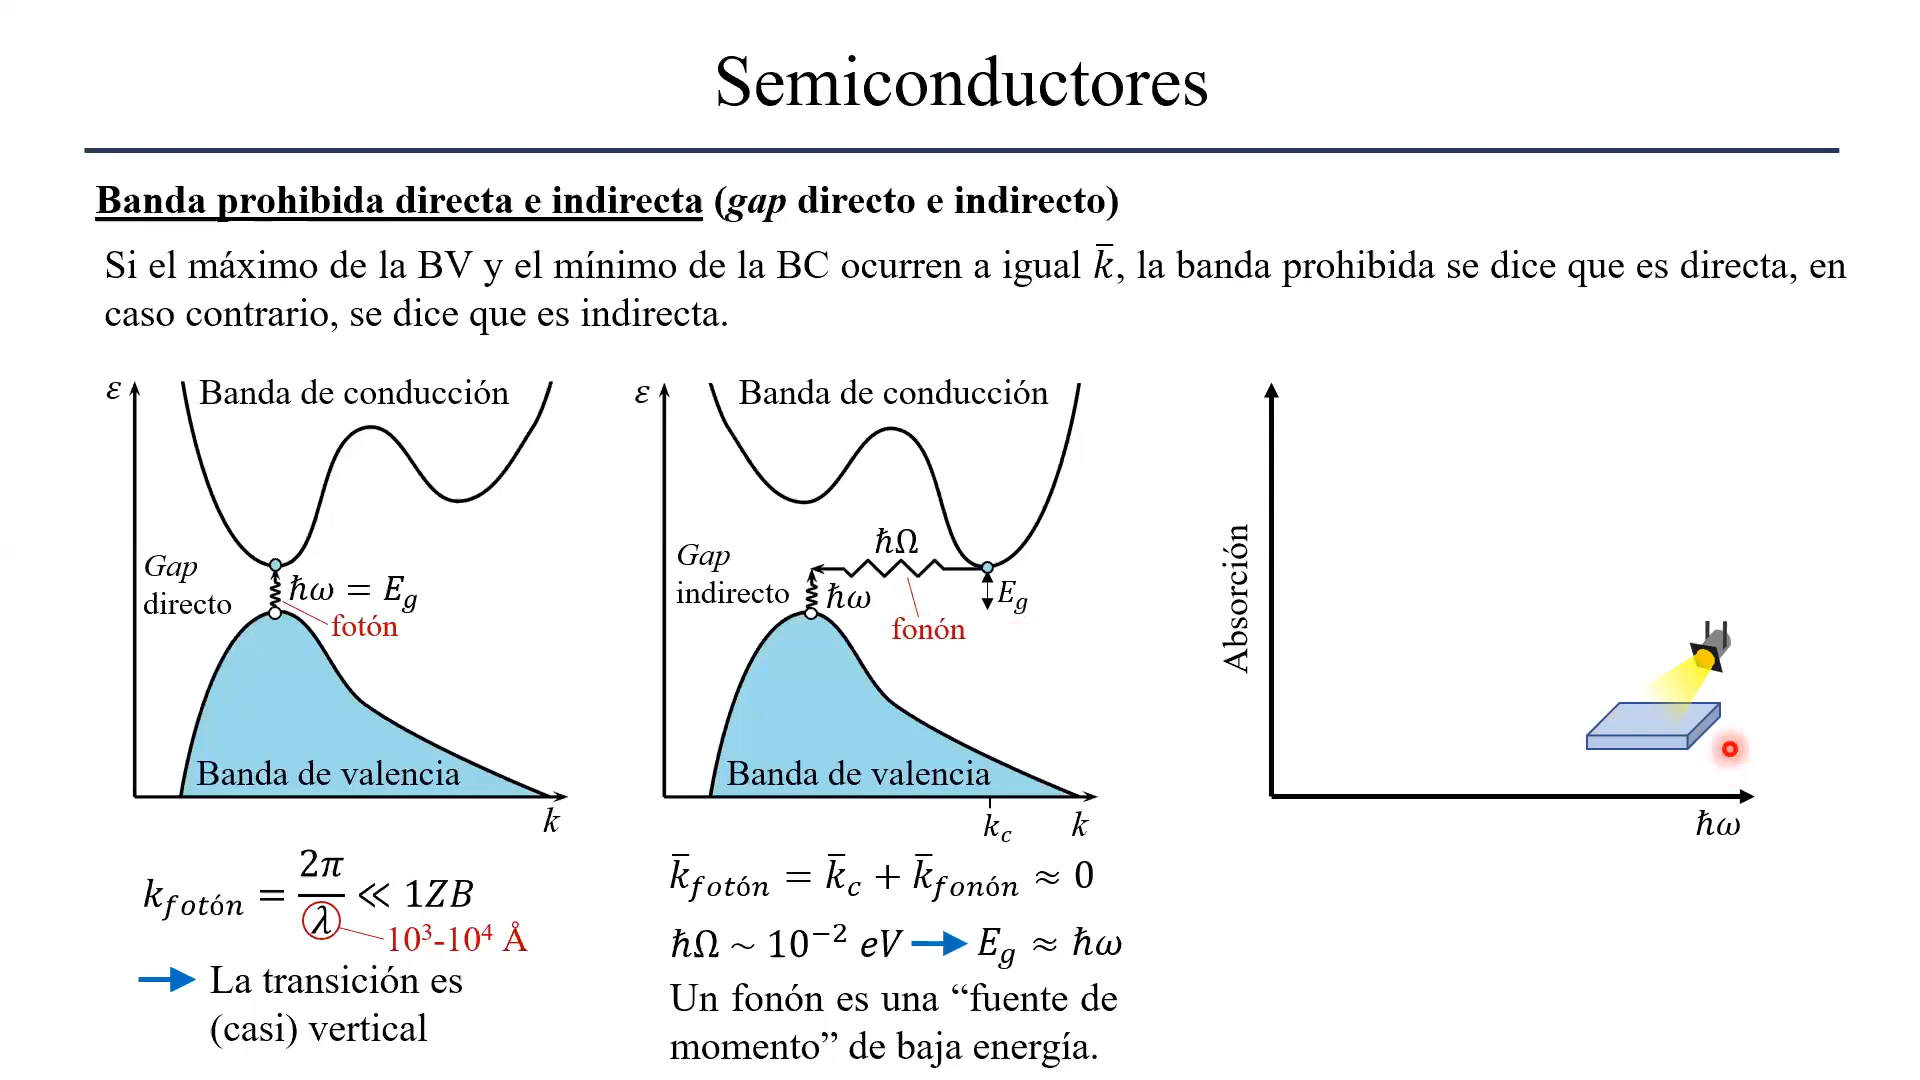 Semiconductores
Banda prohibida directa e indirecta (gap directo e indirecto)
Si el máximo de la BV y el mínimo de la BC ocurren a igual k̄, la banda prohibida se dice que es directa, en
caso contrario, se dice que es indirecta.
ε
Banda de conducción
Gap
directo
ħω = E_g
fotón
Banda de valencia
k
k_fotón = 2π/λ ≪ 1ZB
10³-10⁴ Å
La transición es
(casi) vertical
ε
Banda de conducción
ħΩ
Gap
indirecto
ħω
E_g
fonón
Banda de valencia
k_c
k
k̄_fotón = k̄_c + k̄_fonón ≈ 0
ħΩ ~ 10⁻² eV → E_g ≈ ħω
Un fonón es una “fuente de
momento” de baja energía.
Absorción
ħω